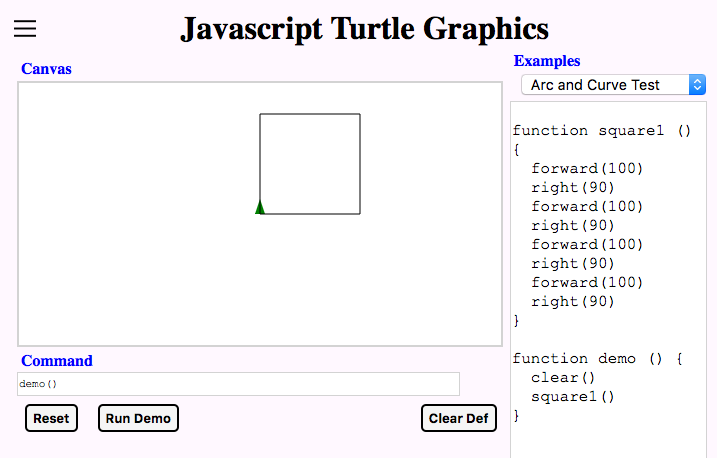 Javascript Turtle Graphics
Canvas
Examples
Arc and Curve Test
function square1 ()
{
  forward(100)
  right(90)
  forward(100)
  right(90)
  forward(100)
  right(90)
  forward(100)
  right(90)
}
function demo () {
  clear()
  square1()
}
Command
demo()
Reset
Run Demo
Clear Def